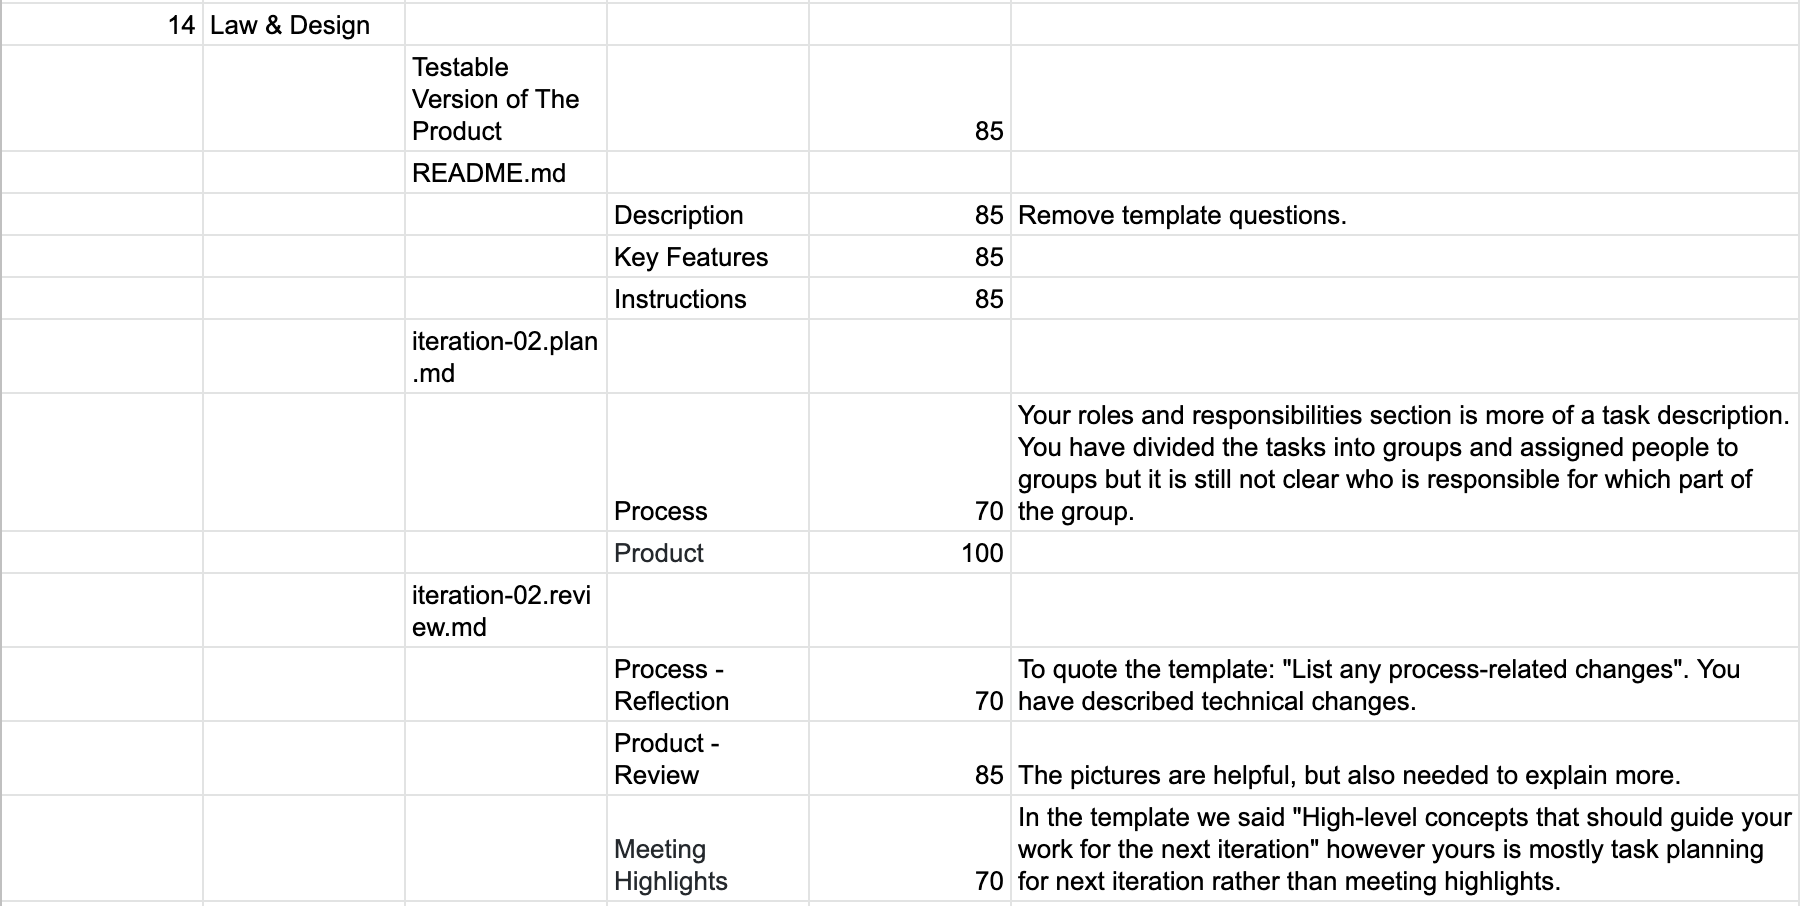 14 Law & Design
Testable
Version of The
Product 85
README.md
Description 85 Remove template questions.
Key Features 85
Instructions 85
iteration-02.plan
.md
Your roles and responsibilities section is more of a task description.
You have divided the tasks into groups and assigned people to
groups but it is still not clear who is responsible for which part of
Process 70 the group.
Product 100
iteration-02.revi
ew.md
Process - To quote the template: "List any process-related changes". You
Reflection 70 have described technical changes.
Product -
Review 85 The pictures are helpful, but also needed to explain more.
In the template we said "High-level concepts that should guide your
Meeting work for the next iteration" however yours is mostly task planning
Highlights 70 for next iteration rather than meeting highlights.